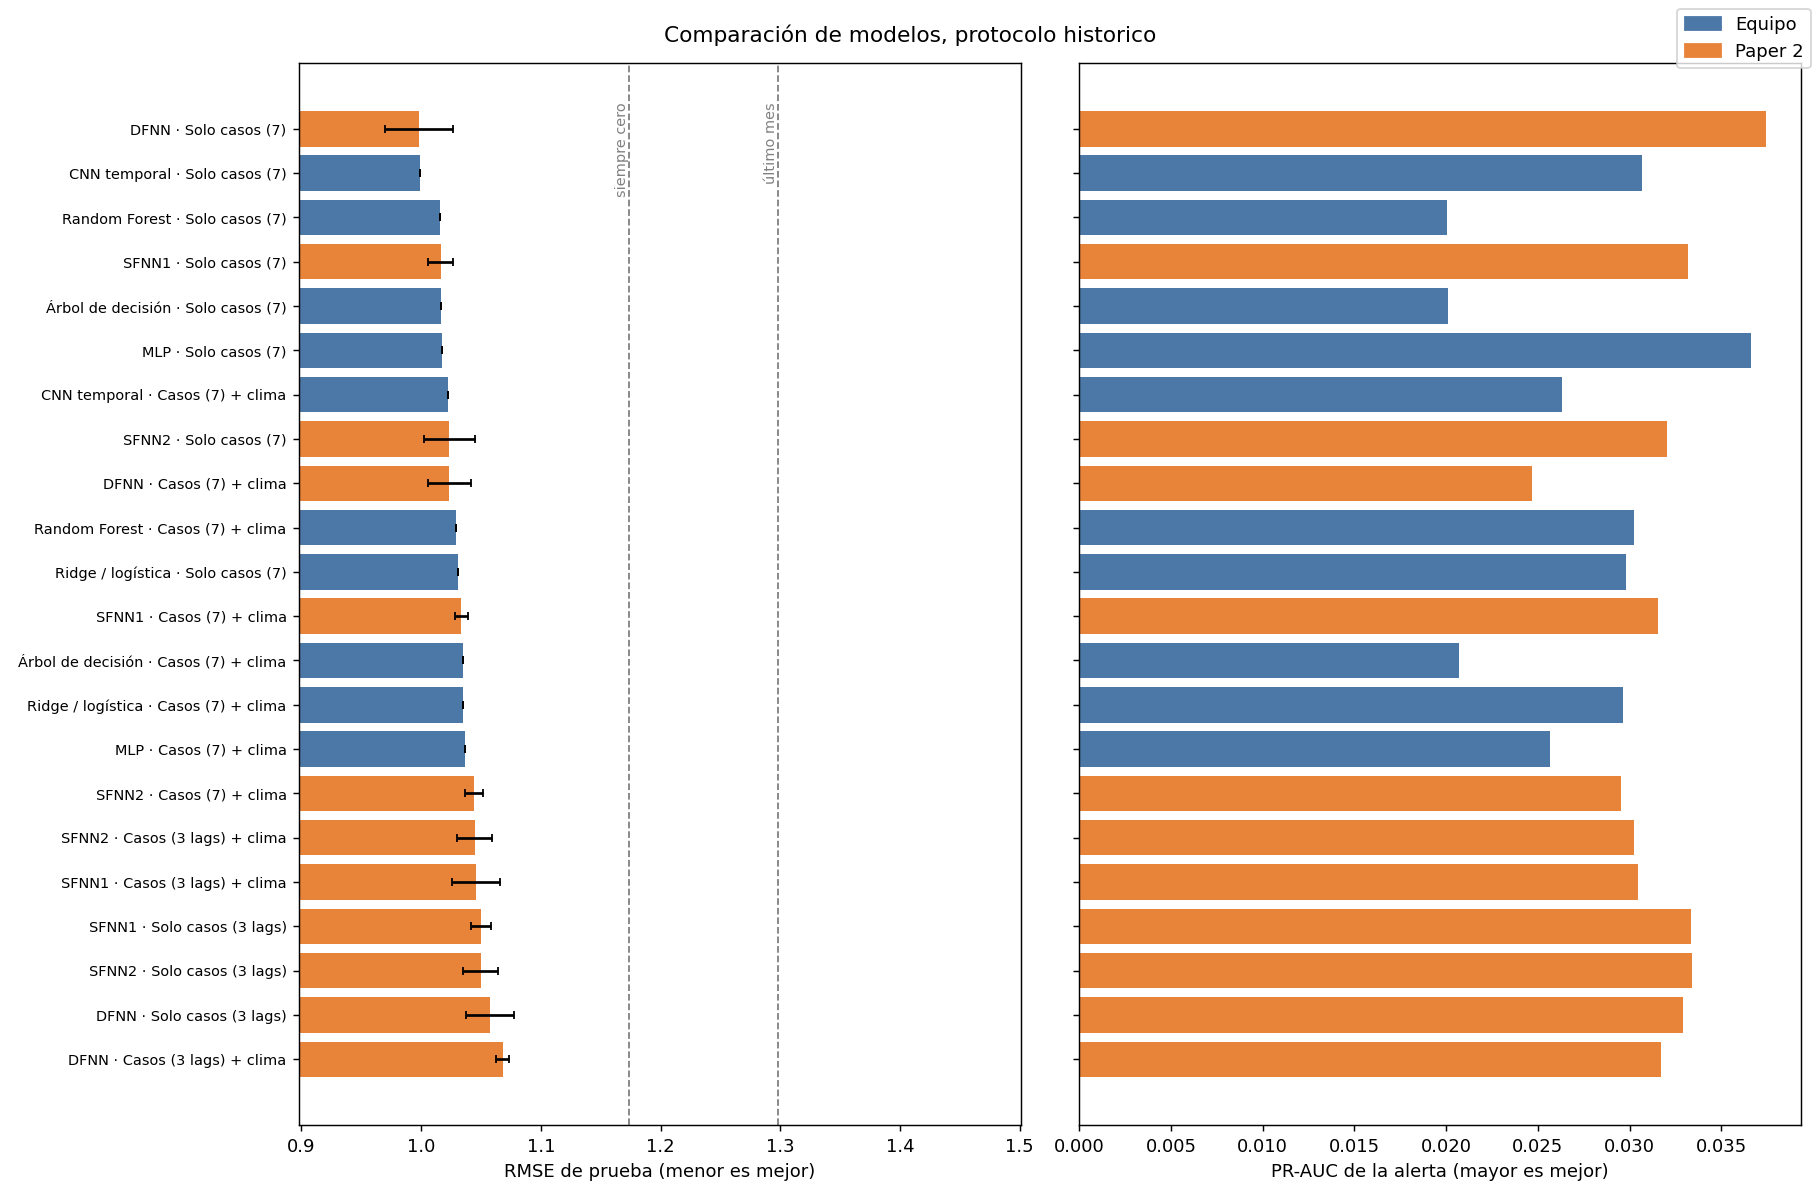 Comparación de modelos, protocolo historico
Equipo
Paper 2
DFNN · Solo casos (7)
CNN temporal · Solo casos (7)
Random Forest · Solo casos (7)
SFNN1 · Solo casos (7)
Árbol de decisión · Solo casos (7)
MLP · Solo casos (7)
CNN temporal · Casos (7) + clima
SFNN2 · Solo casos (7)
DFNN · Casos (7) + clima
Random Forest · Casos (7) + clima
Ridge / logística · Solo casos (7)
SFNN1 · Casos (7) + clima
Árbol de decisión · Casos (7) + clima
Ridge / logística · Casos (7) + clima
MLP · Casos (7) + clima
SFNN2 · Casos (7) + clima
SFNN2 · Casos (3 lags) + clima
SFNN1 · Casos (3 lags) + clima
SFNN1 · Solo casos (3 lags)
SFNN2 · Solo casos (3 lags)
DFNN · Solo casos (3 lags)
DFNN · Casos (3 lags) + clima
siempre cero
último mes
0.9 1.0 1.1 1.2 1.3 1.4 1.5
RMSE de prueba (menor es mejor)
0.000 0.005 0.010 0.015 0.020 0.025 0.030 0.035
PR-AUC de la alerta (mayor es mejor)